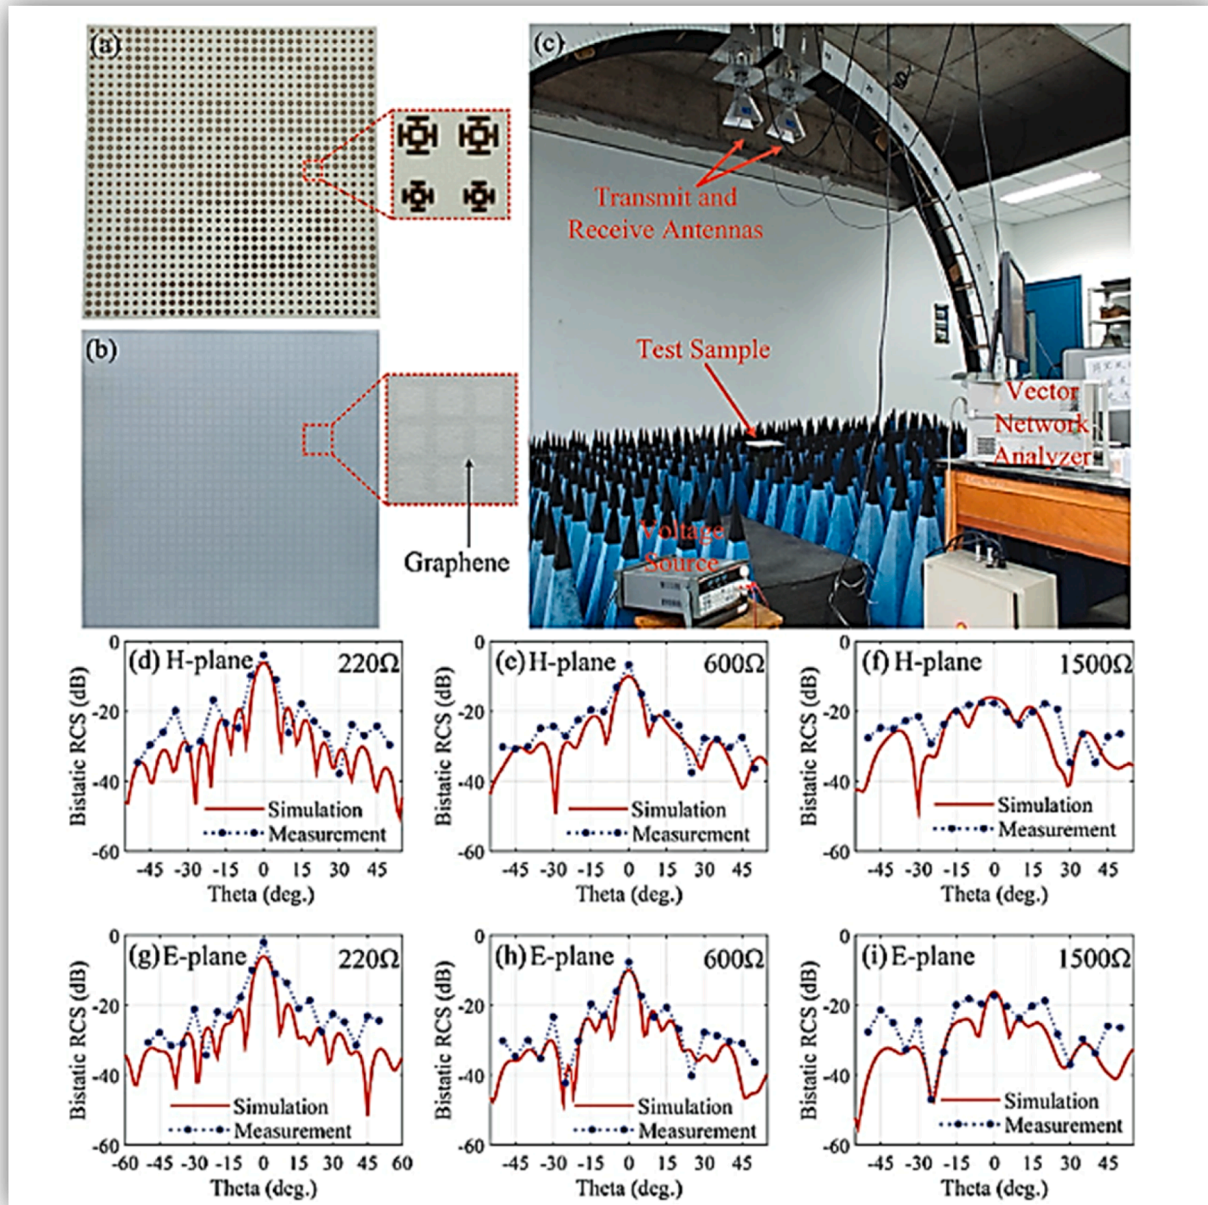 (a)
(b)
Graphene
(c)
Transmit and
Receive Antennas
Test Sample
Vector
Network
Analyzer
Voltage
Source
(d) H-plane 220Ω
0
-20
-40
-60
Bistatic RCS (dB)
Simulation
Measurement
-45 -30 -15 0 15 30 45
Theta (deg.)
(e) H-plane 600Ω
0
-20
-40
-60
Bistatic RCS (dB)
Simulation
Measurement
-45 -30 -15 0 15 30 45
Theta (deg.)
(f) H-plane 1500Ω
0
-20
-40
-60
Bistatic RCS (dB)
Simulation
Measurement
-45 -30 -15 0 15 30 45
Theta (deg.)
(g) E-plane 220Ω
0
-20
-40
-60
Bistatic RCS (dB)
Simulation
Measurement
-60 -45 -30 -15 0 15 30 45 60
Theta (deg.)
(h) E-plane 600Ω
0
-20
-40
-60
Bistatic RCS (dB)
Simulation
Measurement
-45 -30 -15 0 15 30 45
Theta (deg.)
(i) E-plane 1500Ω
0
-20
-40
-60
Bistatic RCS (dB)
Simulation
Measurement
-45 -30 -15 0 15 30 45
Theta (deg.)